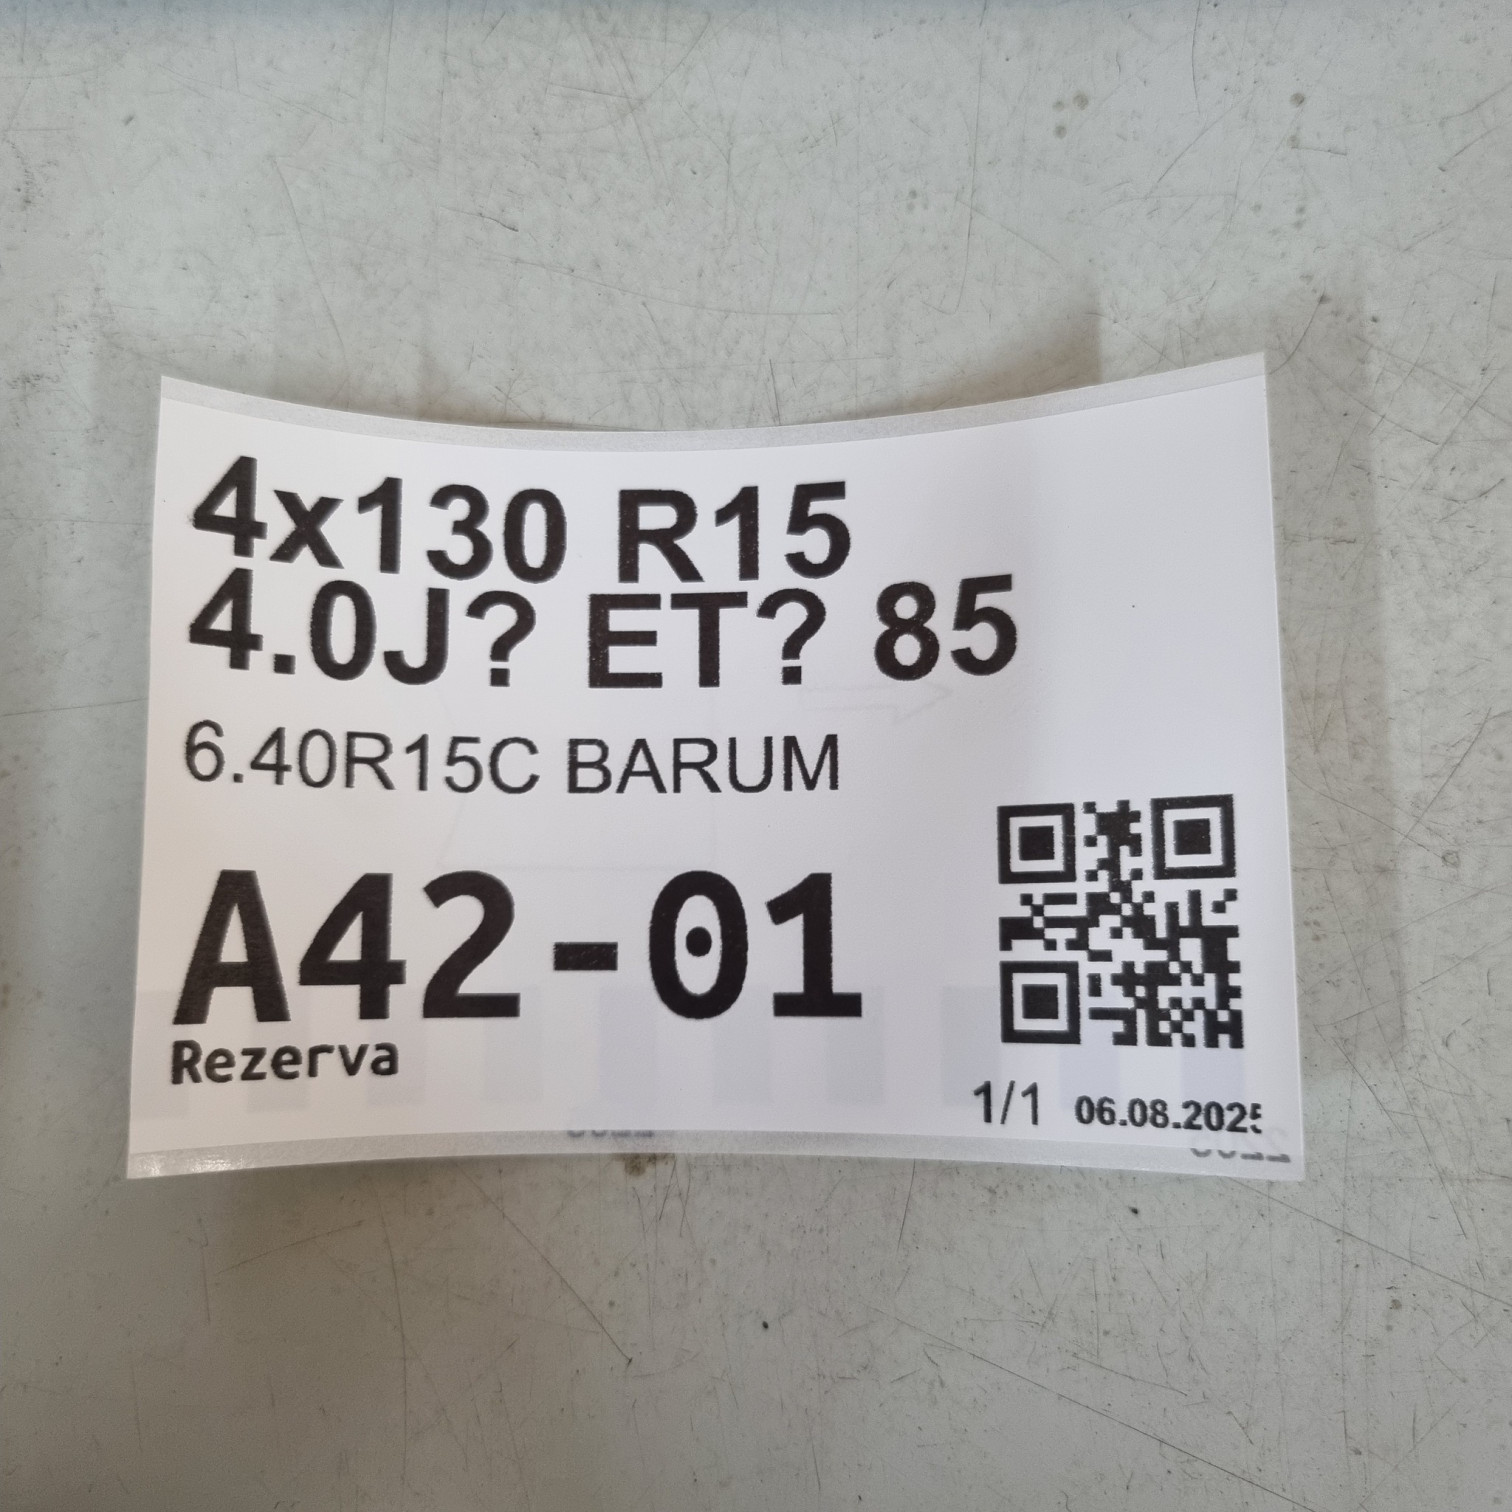 4x130 R15
4.0J? ET? 85
6.40R15C BARUM
A42-01
Rezerva
1/1 06.08.2025